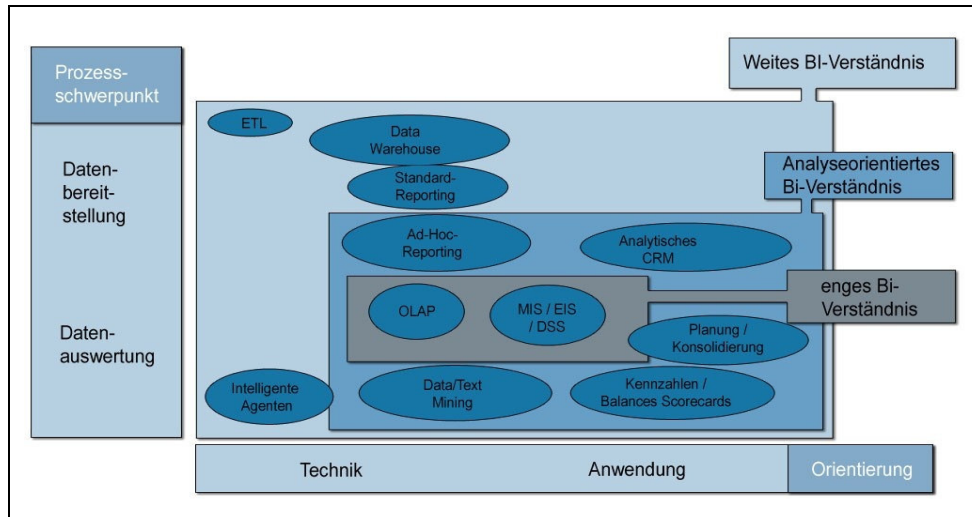 Prozess-
schwerpunkt
Daten-
bereit-
stellung
Daten-
auswertung
Weites BI-Verständnis
Analyseorientiertes
Bi-Verständnis
enges Bi-
Verständnis
ETL
Data
Warehouse
Standard-
Reporting
Ad-Hoc-
Reporting
Analytisches
CRM
OLAP
MIS / EIS
/ DSS
Planung /
Konsolidierung
Intelligente
Agenten
Data/Text
Mining
Kennzahlen /
Balances Scorecards
Technik
Anwendung
Orientierung